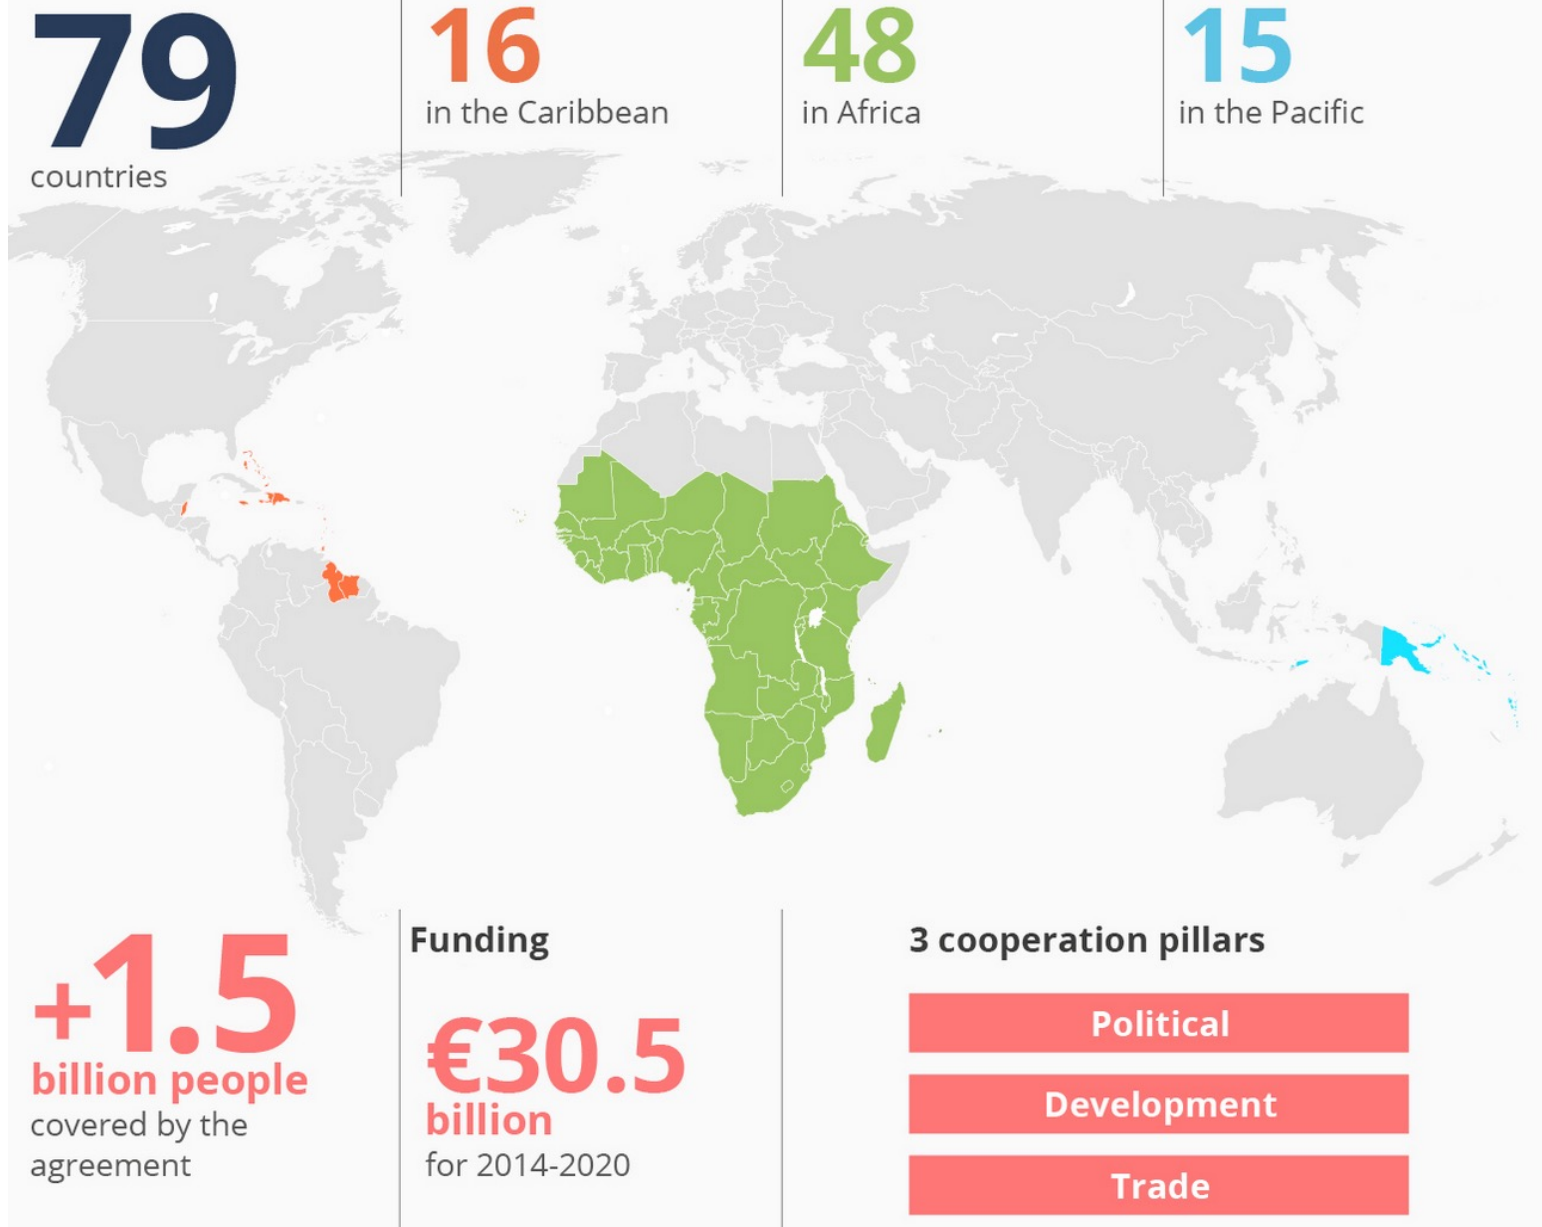 79
countries
16
in the Caribbean
48
in Africa
15
in the Pacific
+1.5
billion people
covered by the
agreement
Funding
€30.5
billion
for 2014-2020
3 cooperation pillars
Political
Development
Trade